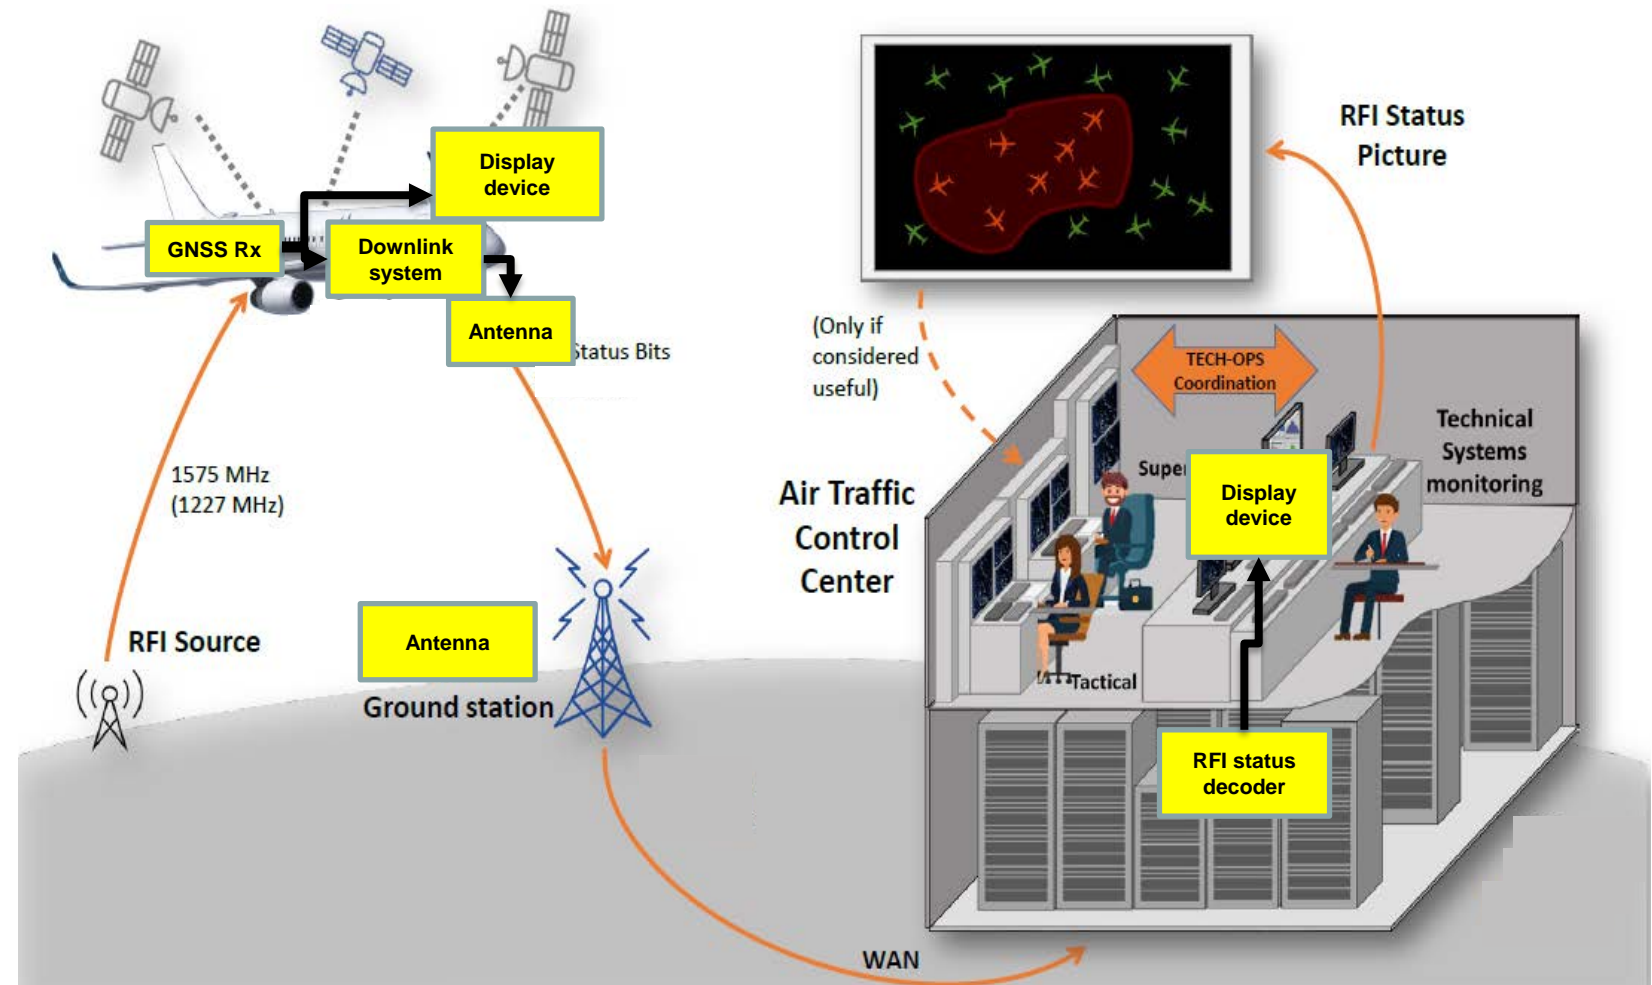 Display
device
GNSS Rx
Downlink
system
Antenna
Status Bits
1575 MHz
(1227 MHz)
RFI Source
Antenna
Ground station
WAN
RFI Status
Picture
(Only if
considered
useful)
TECH-OPS
Coordination
Technical
Systems
monitoring
Air Traffic
Control
Center
Super
Display
device
Tactical
RFI status
decoder